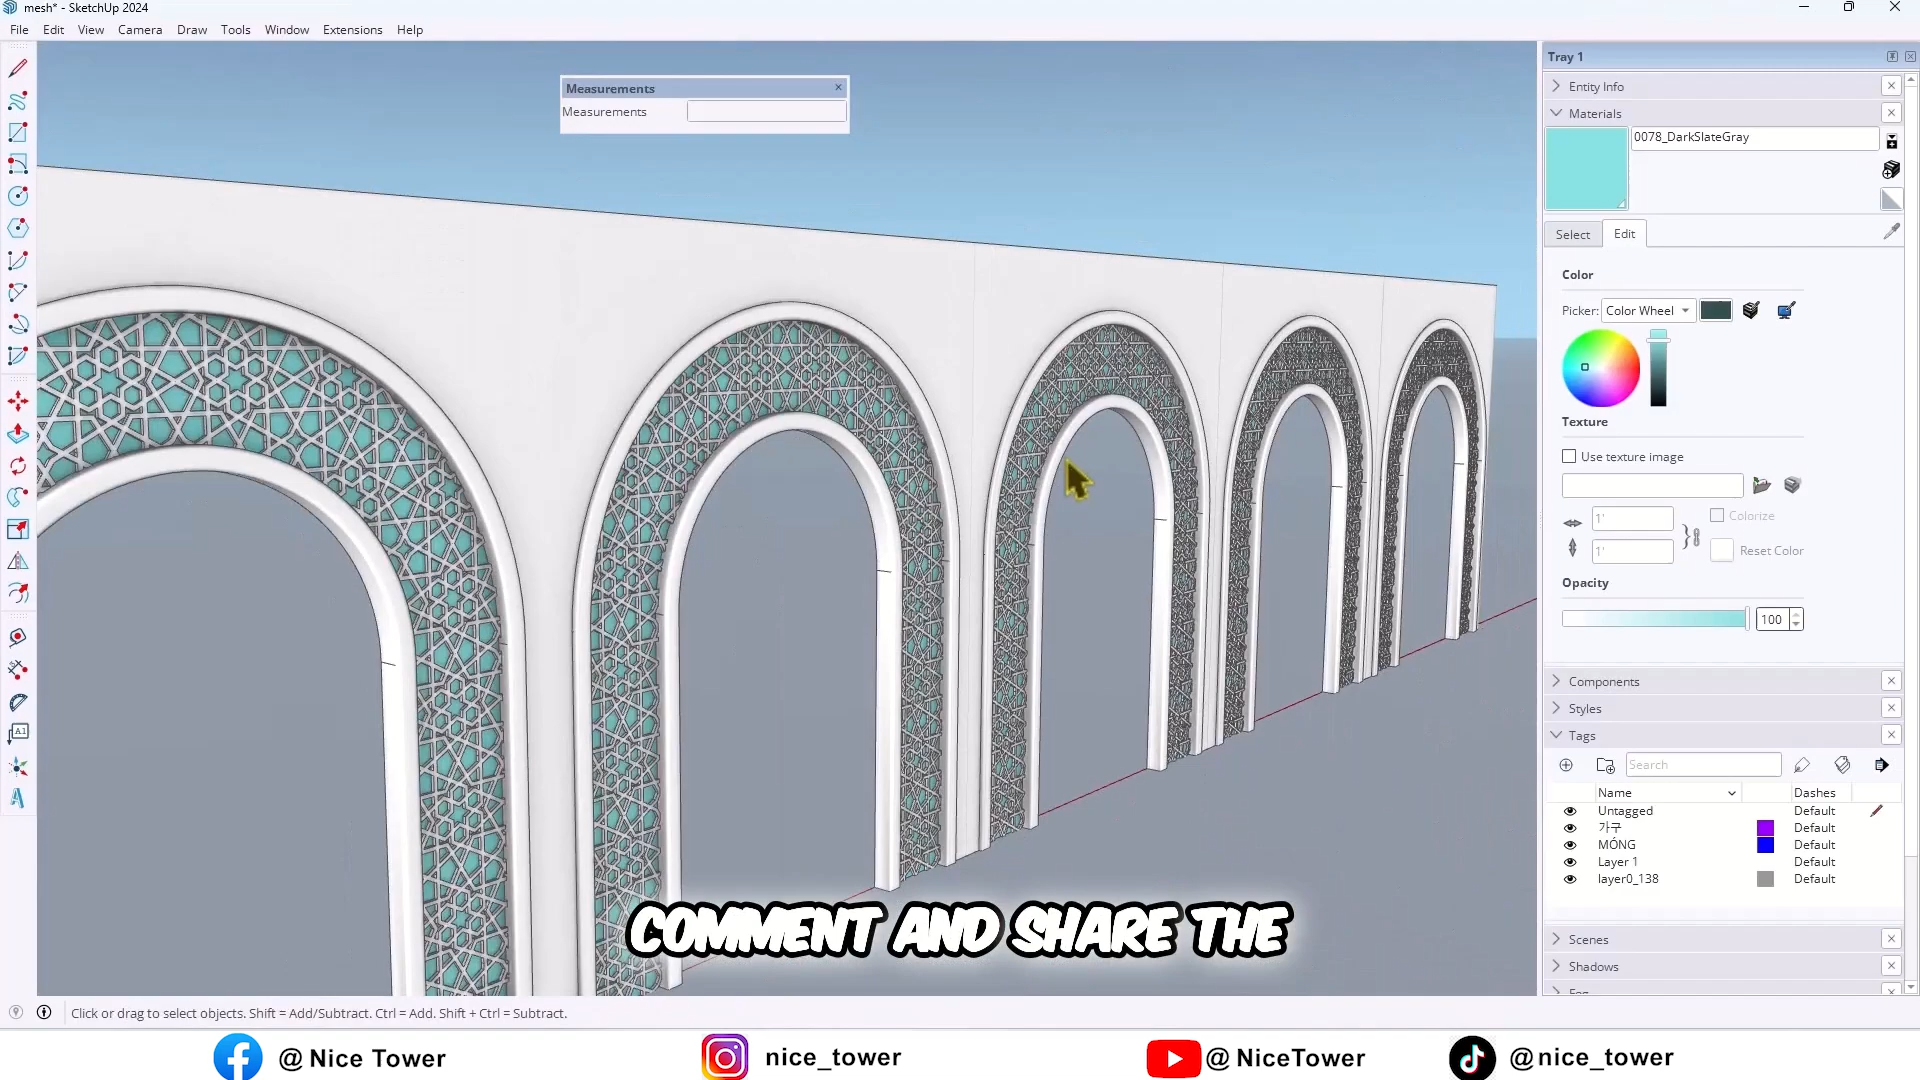 mesh* - SketchUp 2024
File Edit View Camera Draw Tools Window Extensions Help
Measurements
Measurements
Tray 1
Entity Info
Materials
0078_DarkSlateGray
Select Edit
Color
Picker: Color Wheel
Texture
Use texture image
1' Colorize
1' Reset Color
Opacity
100
Components
Styles
Tags
Search
Name Dashes
Untagged Default
가구 Default
MÓNG Default
Layer 1 Default
layer0_138 Default
Scenes
Shadows
Fog
A1
COMMENT AND SHARE THE
Click or drag to select objects. Shift = Add/Subtract. Ctrl = Add. Shift + Ctrl = Subtract.
@ Nice Tower nice_tower @ NiceTower @nice_tower